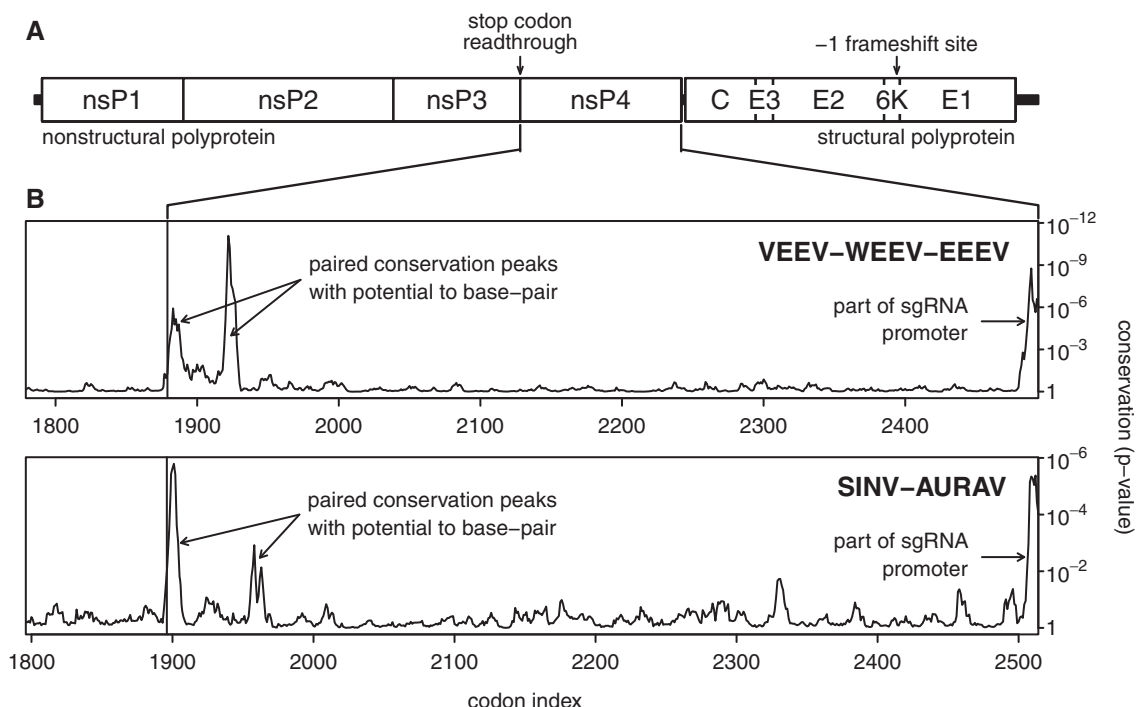 A
stop codon
readthrough
−1 frameshift site
nsP1 nsP2 nsP3 nsP4 C E3 E2 6K E1
nonstructural polyprotein structural polyprotein
B
VEEV−WEEV−EEEV
paired conservation peaks
with potential to base−pair
part of sgRNA
promoter
10−12
10−9
10−6
10−3
1
1800 1900 2000 2100 2200 2300 2400
SINV−AURAV
paired conservation peaks
with potential to base−pair
part of sgRNA
promoter
10−6
10−4
10−2
1
1800 1900 2000 2100 2200 2300 2400 2500
codon index
conservation (p−value)